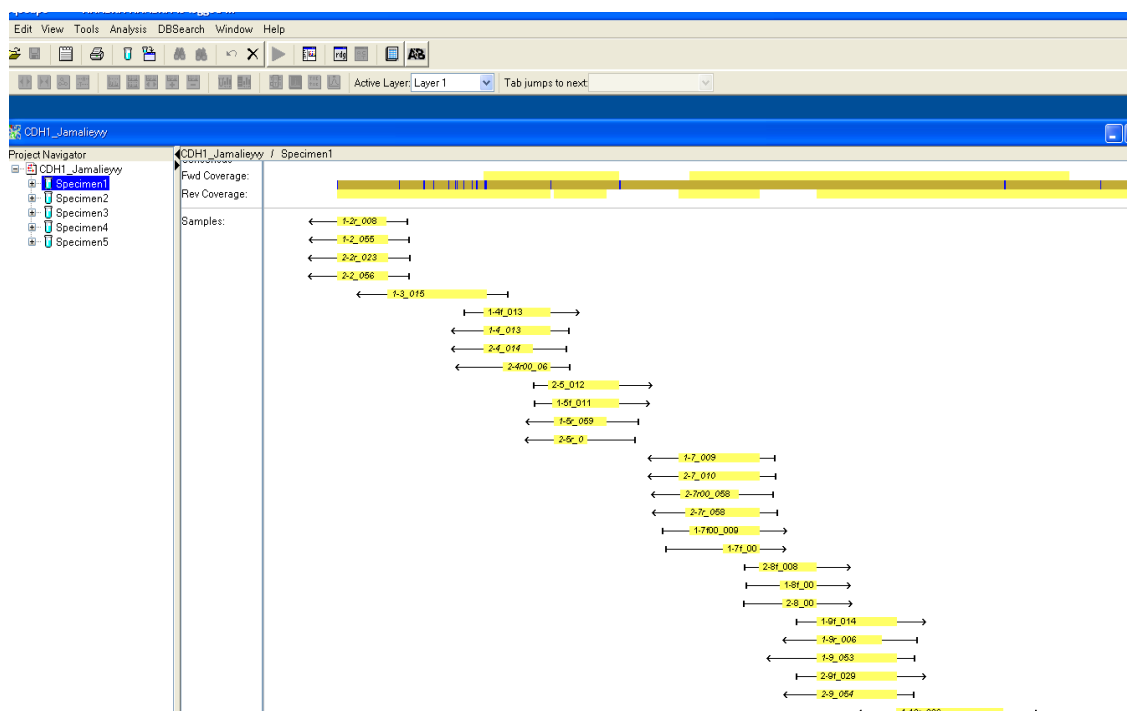 Edit View Tools Analysis DBSearch Window Help
Active Layer: Layer 1 Tab jumps to next:
CDH1_Jamalieyyy
Project Navigator
CDH1_Jamalieyyy / Specimen1
CDH1_Jamalieyyy
Specimen1
Specimen2
Specimen3
Specimen4
Specimen5
Fwd Coverage:
Rev Coverage:
Samples:
1-2r_008
1-2_055
2-2r_023
2-2_056
1-3_015
1-4f_013
1-4_013
2-4_014
2-4r00_06
2-5_012
1-5f_011
1-5r_059
2-5r_0
1-7_009
2-7_010
2-7r00_058
2-7r_058
1-7f00_009
1-7f_00
2-8f_008
1-8f_00
2-8_00
1-9f_014
1-9r_006
1-9_053
2-9f_029
2-9_054